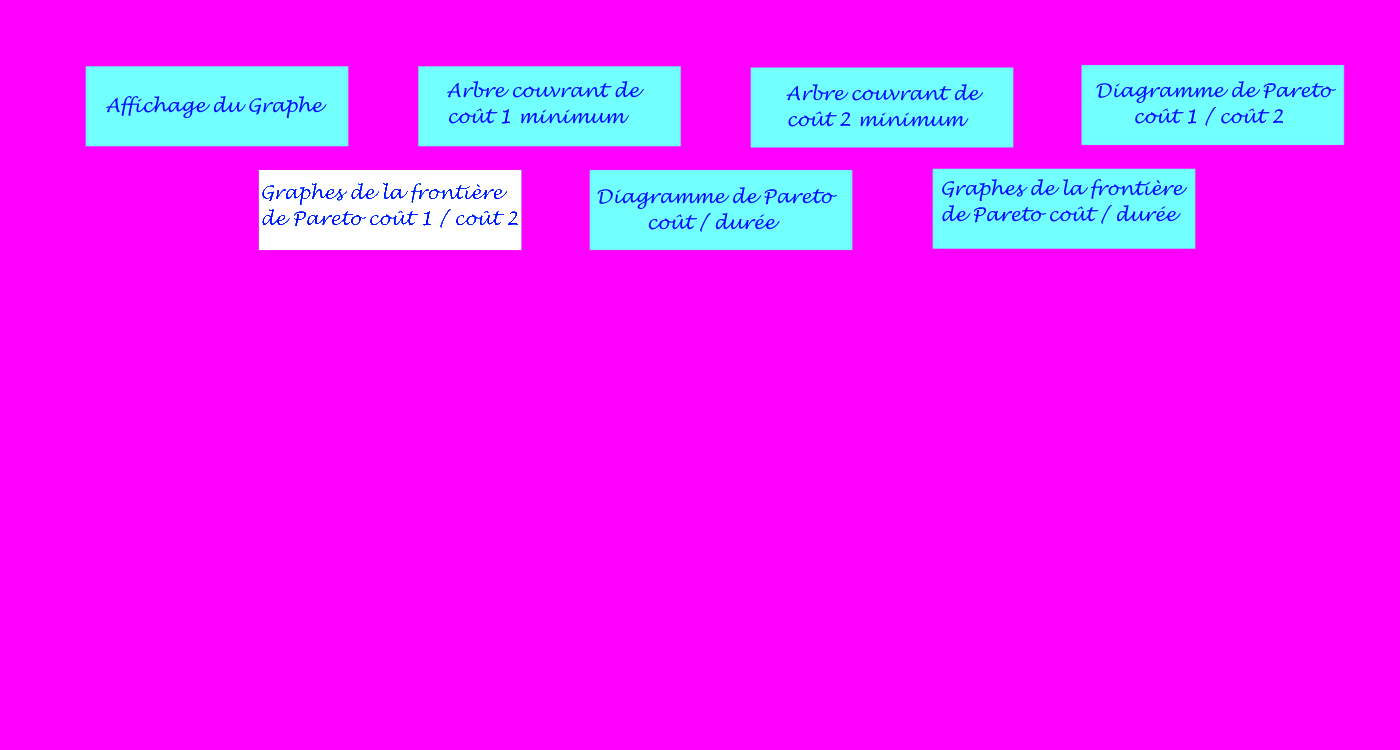 Affichage du Graphe
Arbre couvrant de
coût 1 minimum
Arbre couvrant de
coût 2 minimum
Diagramme de Pareto
coût 1 / coût 2
Graphes de la frontière
de Pareto coût 1 / coût 2
Diagramme de Pareto
coût / durée
Graphes de la frontière
de Pareto coût / durée